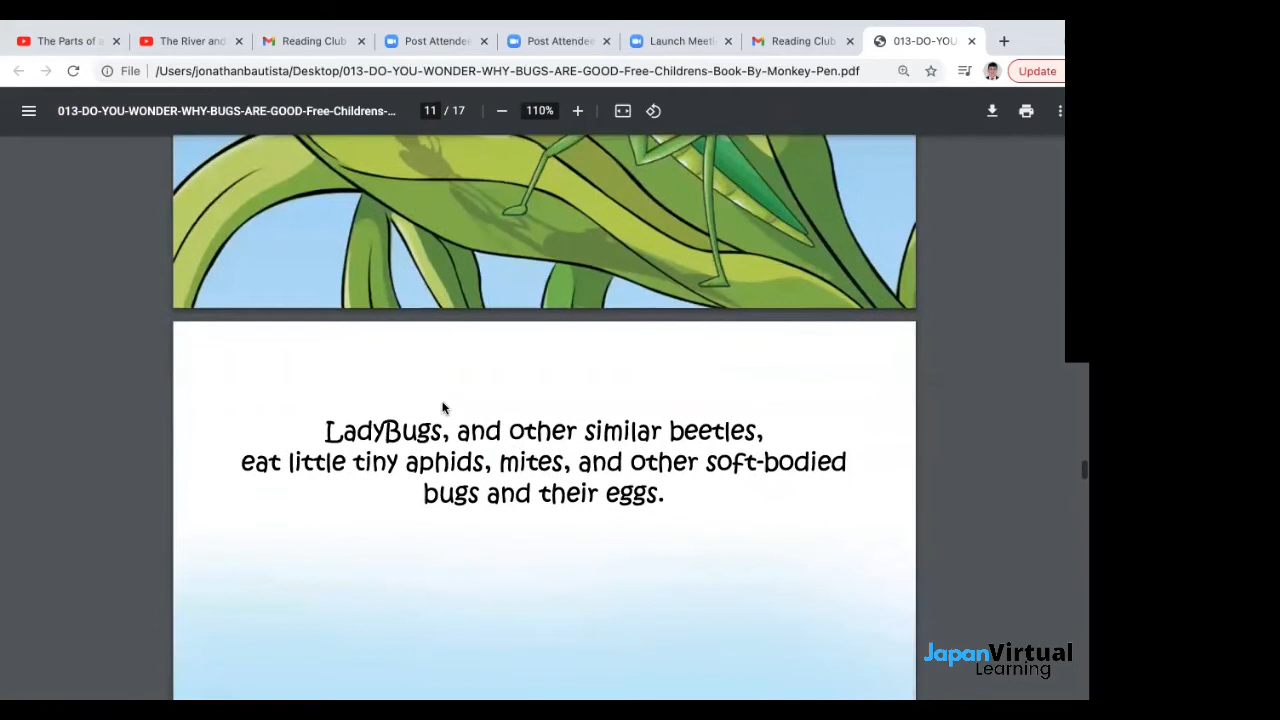 The Parts of a
The River and
Reading Club
Post Attende
Post Attende
Launch Meeti
Reading Club
013-DO-YOU
File
/Users/jonathanbautista/Desktop/013-DO-YOU-WONDER-WHY-BUGS-ARE-GOOD-Free-Childrens-Book-By-Monkey-Pen.pdf
Update
013-DO-YOU-WONDER-WHY-BUGS-ARE-GOOD-Free-Childrens-...
11 / 17
110%
LadyBugs, and other similar beetles,
eat little tiny aphids, mites, and other soft-bodied
bugs and their eggs.
JapanVirtual
Learning